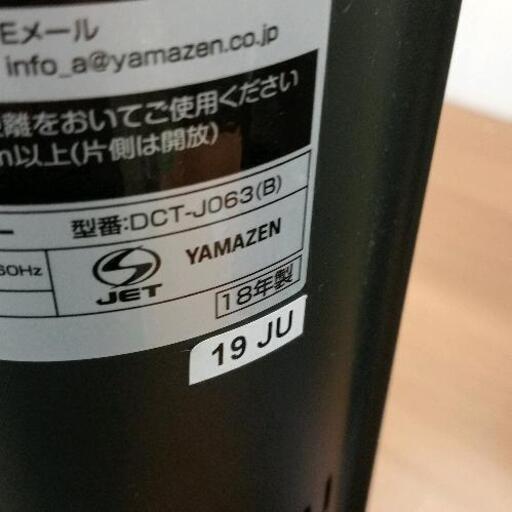 Eメール
info_a@yamazen.co.jp
離をおいてご使用ください
以上(片側は開放)
ー 型番:DCT-J063(B)
60Hz
S
JET
YAMAZEN
18年製
19 JU